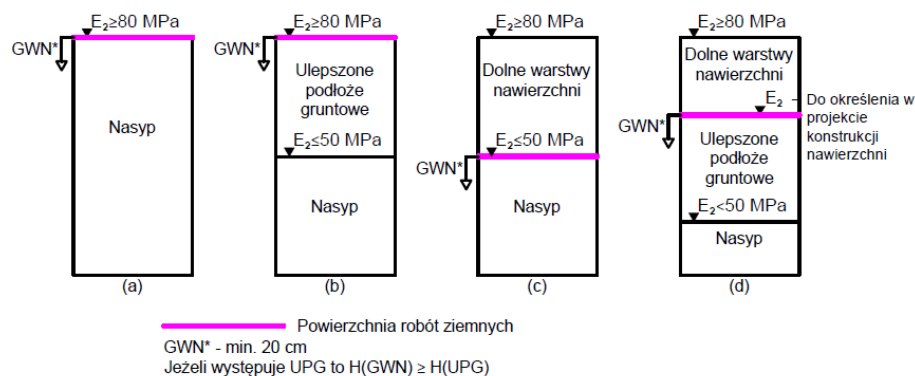 E₂≥80 MPa
GWN*
Nasyp
(a)
E₂≥80 MPa
GWN*
Ulepszone
podłoże
gruntowe
E₂≤50 MPa
Nasyp
(b)
E₂≥80 MPa
Dolne warstwy
nawierzchni
E₂≤50 MPa
GWN*
Nasyp
(c)
E₂≥80 MPa
Dolne warstwy
nawierzchni
E₂ – Do określenia w
projekcie
konstrukcji
nawierzchni
GWN*
Ulepszone
podłoże
gruntowe
E₂<50 MPa
Nasyp
(d)
Powierzchnia robót ziemnych
GWN* - min. 20 cm
Jeżeli występuje UPG to H(GWN) ≥ H(UPG)